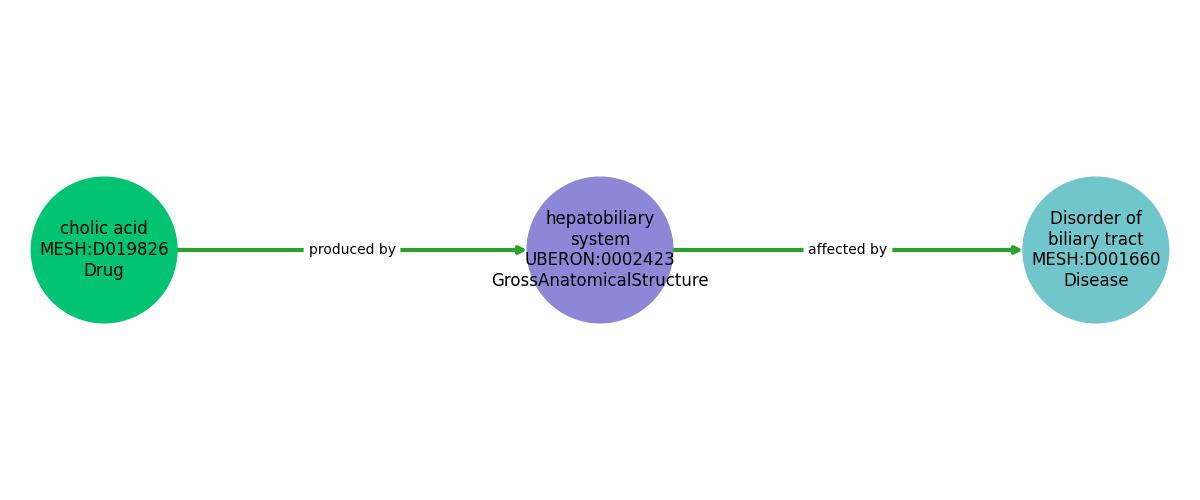 cholic acid
MESH:D019826
Drug
produced by
hepatobiliary
system
UBERON:0002423
GrossAnatomicalStructure
affected by
Disorder of
biliary tract
MESH:D001660
Disease